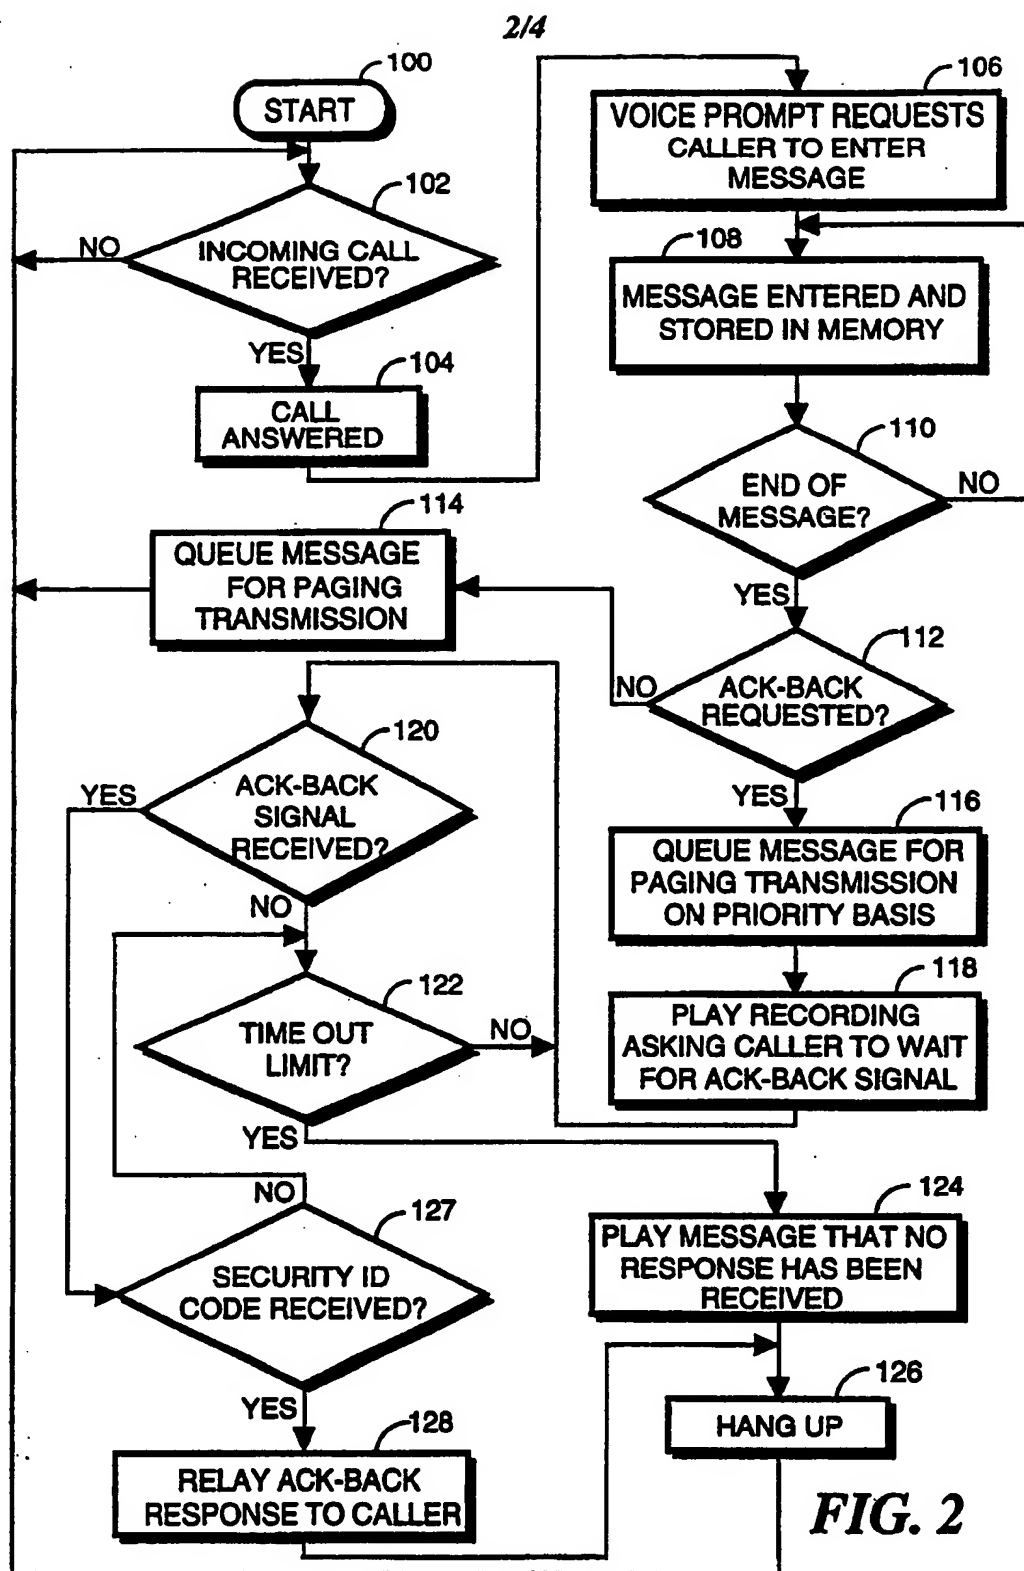 2/4
100
START
102
INCOMING CALL
RECEIVED?
NO
YES
104
CALL
ANSWERED
106
VOICE PROMPT REQUESTS
CALLER TO ENTER
MESSAGE
108
MESSAGE ENTERED AND
STORED IN MEMORY
110
END OF
MESSAGE?
NO
YES
112
ACK-BACK
REQUESTED?
NO
YES
114
QUEUE MESSAGE
FOR PAGING
TRANSMISSION
116
QUEUE MESSAGE FOR
PAGING TRANSMISSION
ON PRIORITY BASIS
118
PLAY RECORDING
ASKING CALLER TO WAIT
FOR ACK-BACK SIGNAL
120
ACK-BACK
SIGNAL
RECEIVED?
YES
NO
122
TIME OUT
LIMIT?
NO
YES
124
PLAY MESSAGE THAT NO
RESPONSE HAS BEEN
RECEIVED
126
HANG UP
NO
127
SECURITY ID
CODE RECEIVED?
YES
128
RELAY ACK-BACK
RESPONSE TO CALLER
FIG. 2